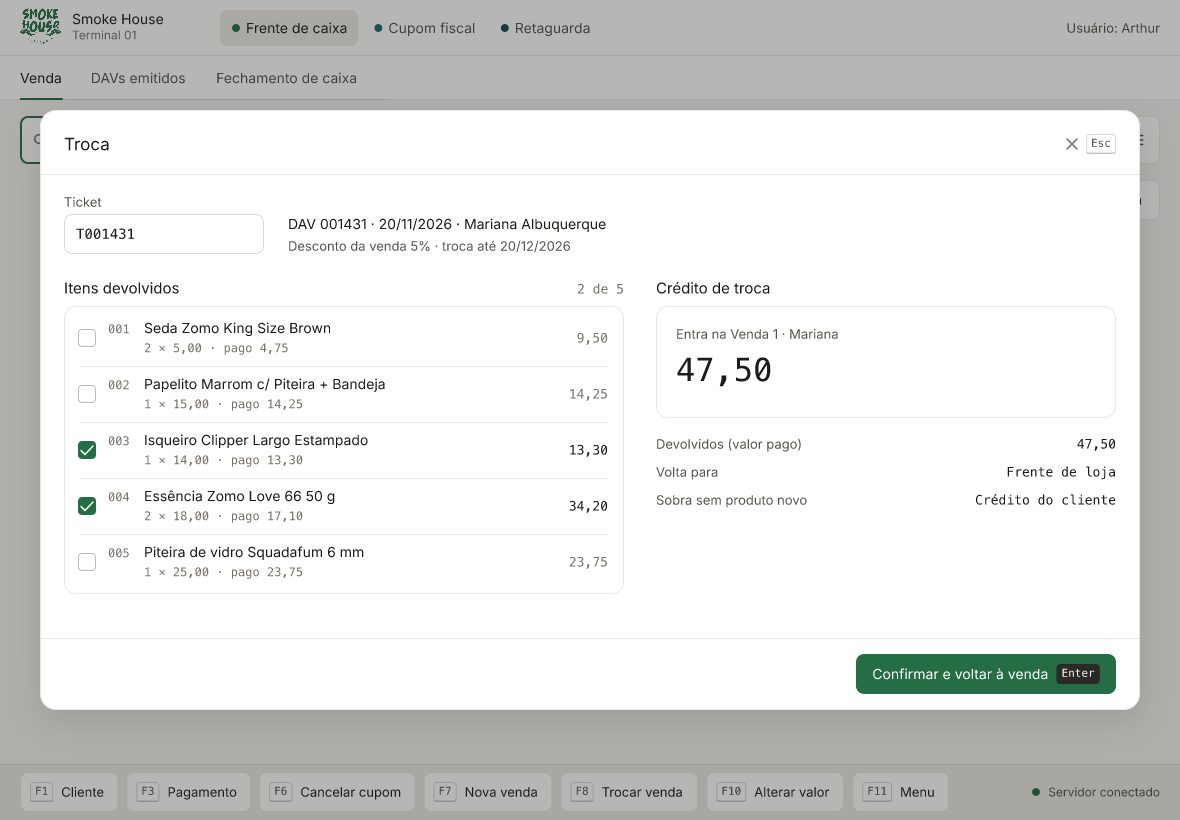 SMOKE
HOUSE
Smoke House
Terminal 01
Frente de caixa
Cupom fiscal
Retaguarda
Usuário: Arthur
Venda
DAVs emitidos
Fechamento de caixa
Troca
Esc
Ticket
T001431
DAV 001431 · 20/11/2026 · Mariana Albuquerque
Desconto da venda 5% · troca até 20/12/2026
Itens devolvidos
2 de 5
001 Seda Zomo King Size Brown
2 × 5,00 · pago 4,75
9,50
002 Papelito Marrom c/ Piteira + Bandeja
1 × 15,00 · pago 14,25
14,25
003 Isqueiro Clipper Largo Estampado
1 × 14,00 · pago 13,30
13,30
004 Essência Zomo Love 66 50 g
2 × 18,00 · pago 17,10
34,20
005 Piteira de vidro Squadafum 6 mm
1 × 25,00 · pago 23,75
23,75
Crédito de troca
Entra na Venda 1 · Mariana
47,50
Devolvidos (valor pago) 47,50
Volta para Frente de loja
Sobra sem produto novo Crédito do cliente
Confirmar e voltar à venda Enter
F1 Cliente
F3 Pagamento
F6 Cancelar cupom
F7 Nova venda
F8 Trocar venda
F10 Alterar valor
F11 Menu
Servidor conectado